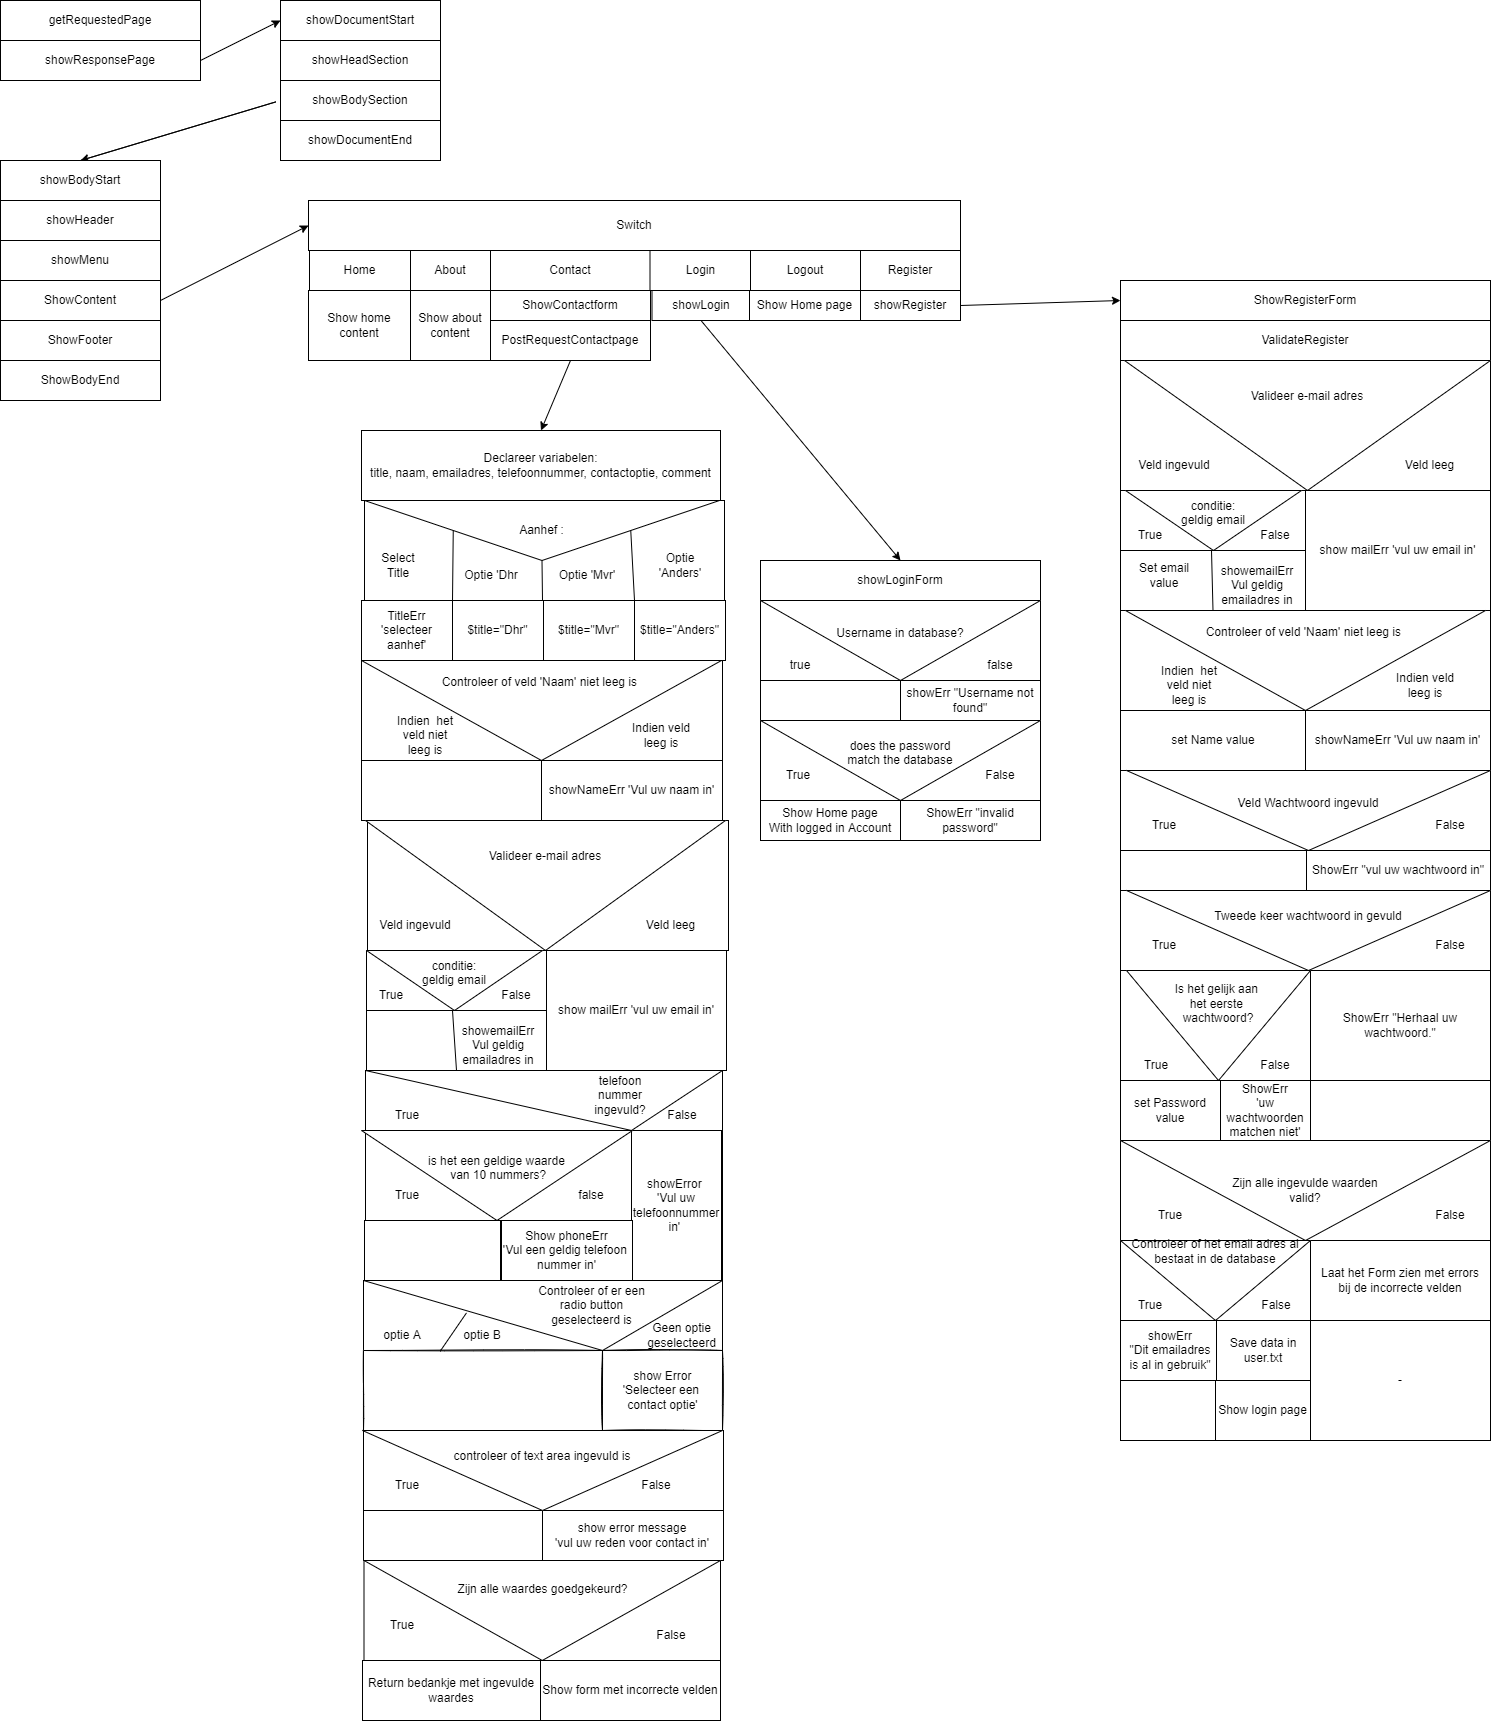 getRequestedPage
showResponsePage
showDocumentStart
showHeadSection
showBodySection
showDocumentEnd
showBodyStart
showHeader
showMenu
ShowContent
ShowFooter
ShowBodyEnd
Switch
Home
About
Contact
Login
Logout
Register
Show home
content
Show about
content
ShowContactform
PostRequestContactpage
showLogin
Show Home page
showRegister
Declareer variabelen:
title, naam, emailadres, telefoonnummer, contactoptie, comment
Aanhef :
Select
Title
Optie 'Dhr
Optie 'Mvr'
Optie
'Anders'
TitleErr
'selecteer
aanhef'
$title="Dhr"
$title="Mvr"
$title="Anders"
Controleer of veld 'Naam' niet leeg is
Indien  het
veld niet
leeg is
Indien veld
leeg is
showNameErr 'Vul uw naam in'
Valideer e-mail adres
Veld ingevuld
Veld leeg
conditie:
geldig email
True
False
show mailErr 'vul uw email in'
showemailErr
Vul geldig
emailadres in
telefoon
nummer
ingevuld?
True
False
is het een geldige waarde
van 10 nummers?
True
false
showError
'Vul uw
telefoonnummer
in'
Show phoneErr
'Vul een geldig telefoon
nummer in'
Controleer of er een
radio button
geselecteerd is
optie A
optie B
Geen optie
geselecteerd
show Error
'Selecteer een
contact optie'
controleer of text area ingevuld is
True
False
show error message
'vul uw reden voor contact in'
Zijn alle waardes goedgekeurd?
True
False
Return bedankje met ingevulde
waardes
Show form met incorrecte velden
showLoginForm
Username in database?
true
false
showErr "Username not
found"
does the password
match the database
True
False
Show Home page
With logged in Account
ShowErr "invalid
password"
ShowRegisterForm
ValidateRegister
Valideer e-mail adres
Veld ingevuld
Veld leeg
conditie:
geldig email
True
False
show mailErr 'vul uw email in'
Set email
value
showemailErr
Vul geldig
emailadres in
Controleer of veld 'Naam' niet leeg is
Indien  het
veld niet
leeg is
Indien veld
leeg is
set Name value
showNameErr 'Vul uw naam in'
Veld Wachtwoord ingevuld
True
False
ShowErr "vul uw wachtwoord in"
Tweede keer wachtwoord in gevuld
True
False
Is het gelijk aan
het eerste
wachtwoord?
True
False
ShowErr "Herhaal uw
wachtwoord."
set Password
value
ShowErr
'uw
wachtwoorden
matchen niet'
Zijn alle ingevulde waarden
valid?
True
False
Controleer of het email adres al
bestaat in de database
True
False
Laat het Form zien met errors
bij de incorrecte velden
showErr
"Dit emailadres
is al in gebruik"
Save data in
user.txt
-
Show login page